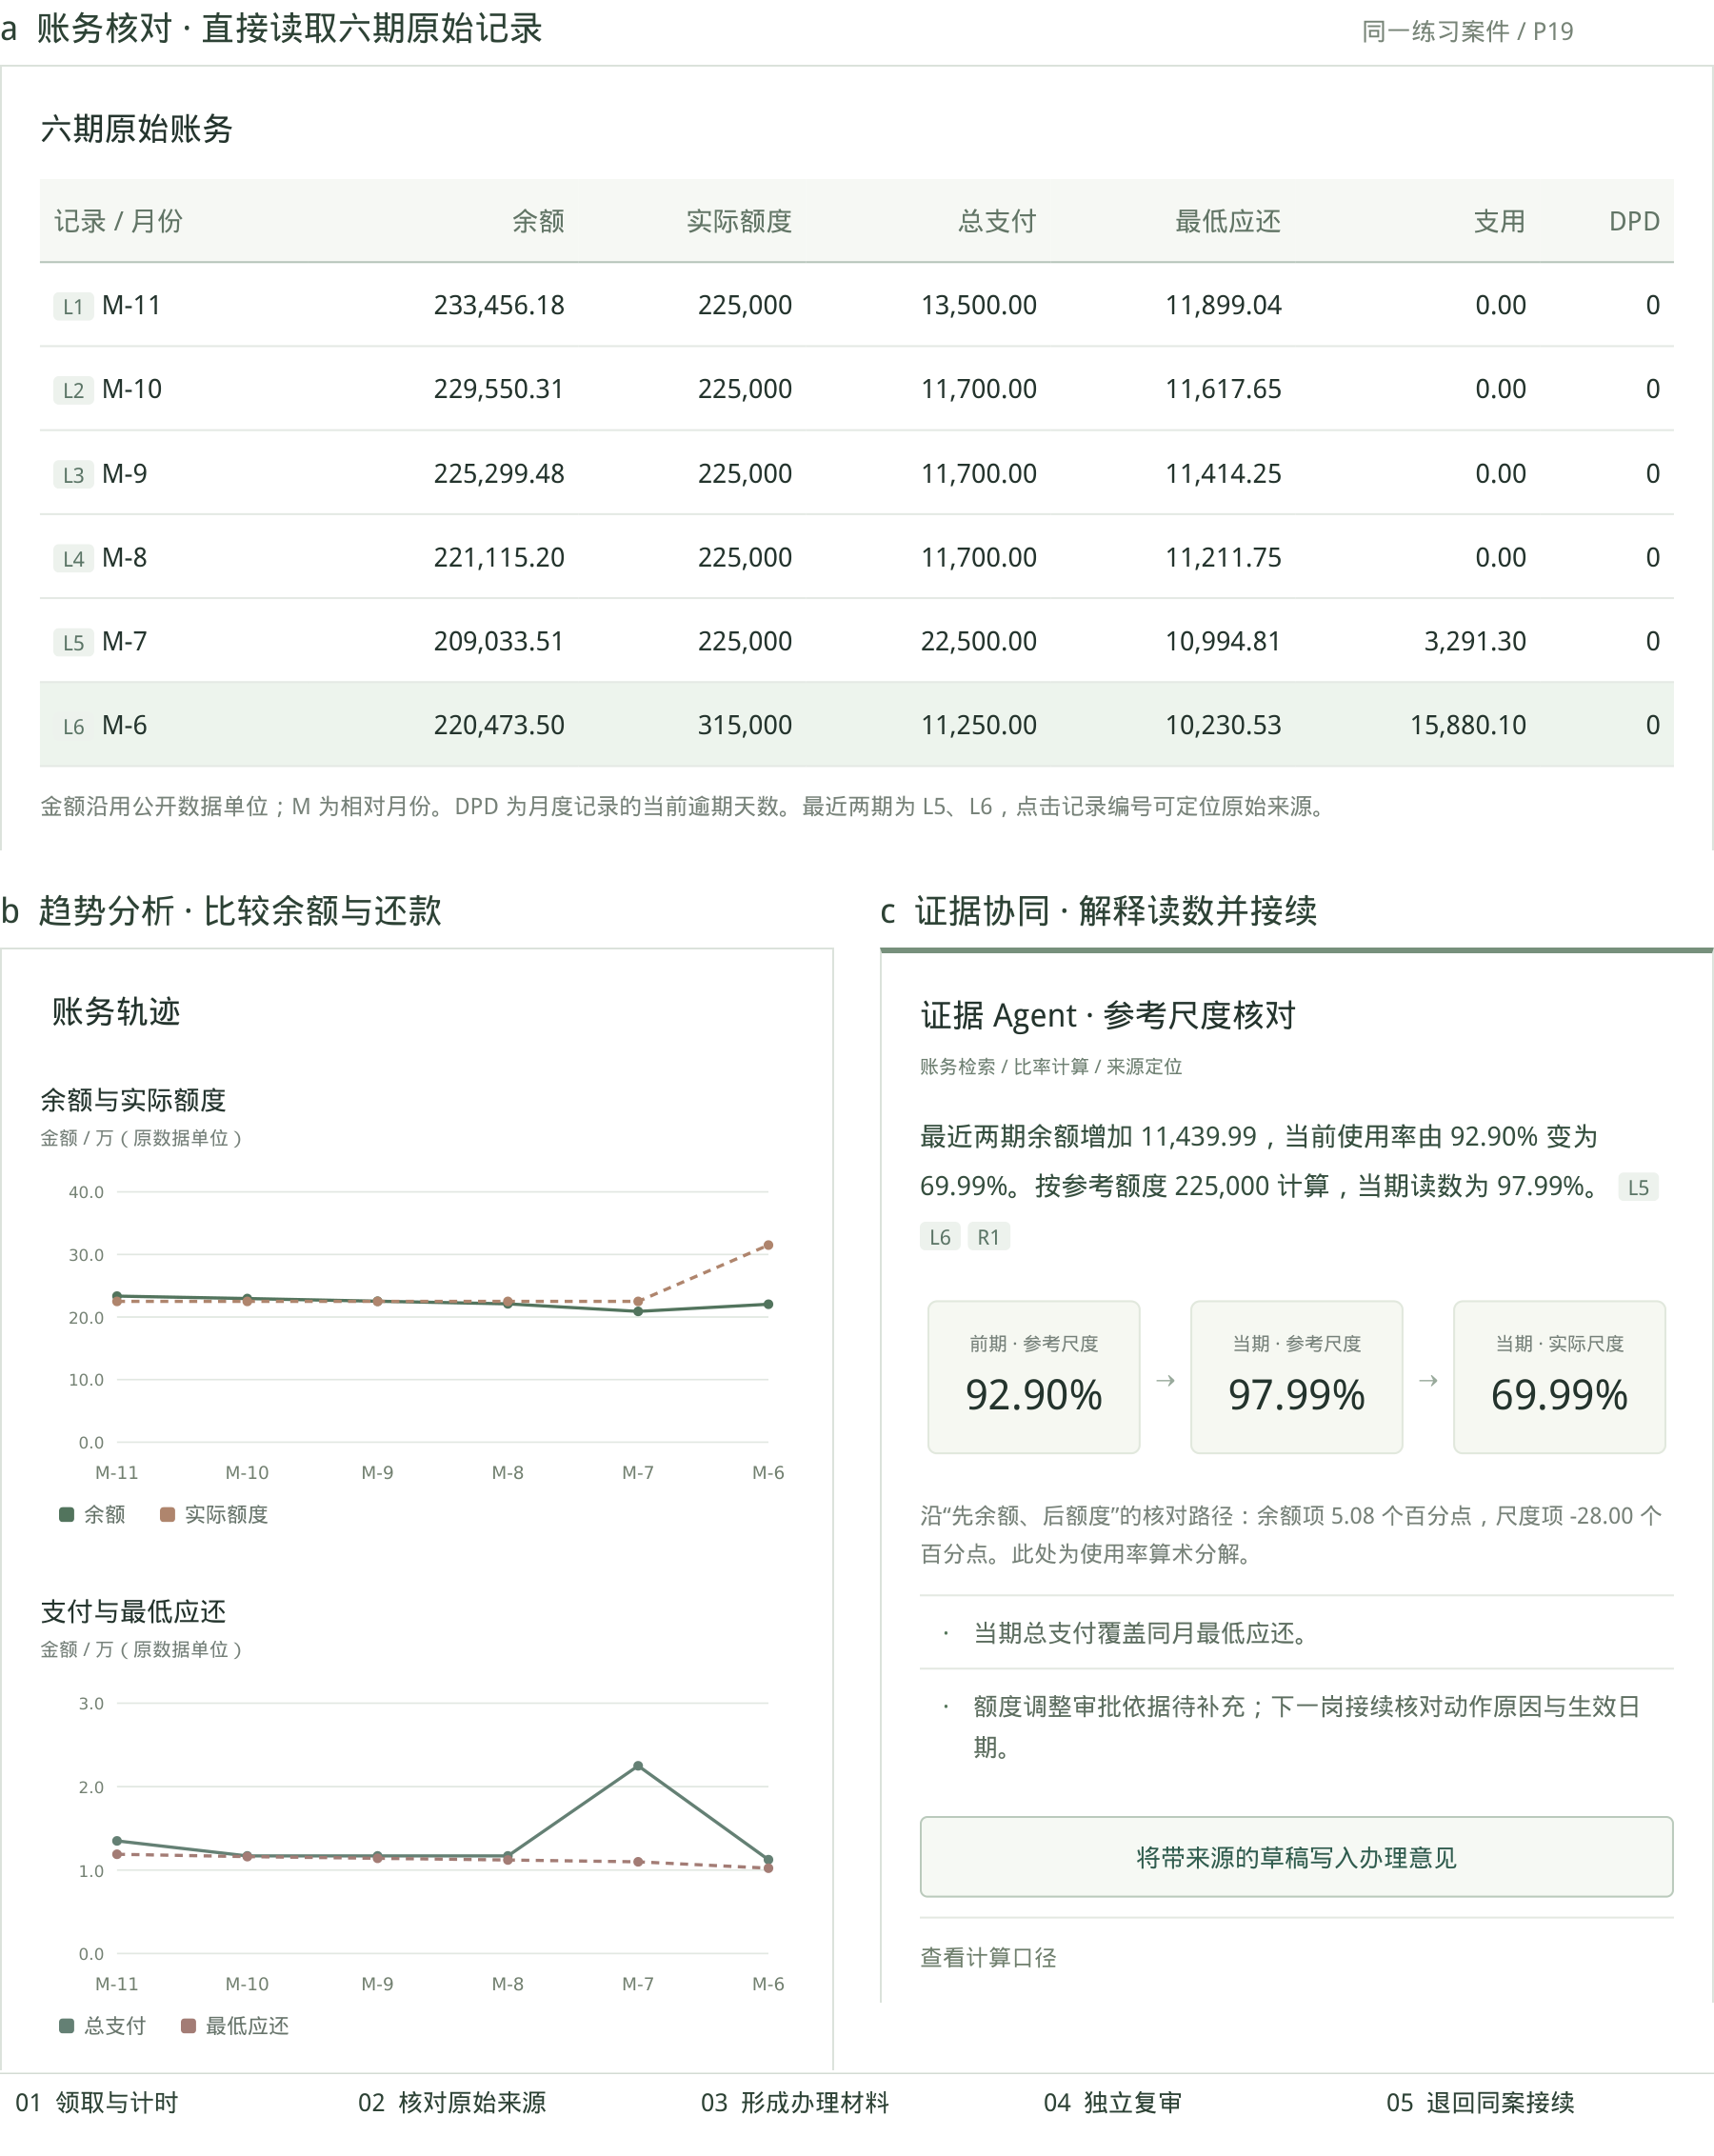 a 账务核对 · 直接读取六期原始记录
同一练习案件 / P19
六期原始账务
记录 / 月份 余额 实际额度 总支付 最低应还 支用 DPD
L1 M-11 233,456.18 225,000 13,500.00 11,899.04 0.00 0
L2 M-10 229,550.31 225,000 11,700.00 11,617.65 0.00 0
L3 M-9 225,299.48 225,000 11,700.00 11,414.25 0.00 0
L4 M-8 221,115.20 225,000 11,700.00 11,211.75 0.00 0
L5 M-7 209,033.51 225,000 22,500.00 10,994.81 3,291.30 0
L6 M-6 220,473.50 315,000 11,250.00 10,230.53 15,880.10 0
金额沿用公开数据单位；M 为相对月份。DPD 为月度记录的当前逾期天数。最近两期为 L5、L6，点击记录编号可定位原始来源。
b 趋势分析 · 比较余额与还款
账务轨迹
余额与实际额度
金额 / 万（原数据单位）
40.0
30.0
20.0
10.0
0.0
M-11 M-10 M-9 M-8 M-7 M-6
余额 实际额度
支付与最低应还
金额 / 万（原数据单位）
3.0
2.0
1.0
0.0
M-11 M-10 M-9 M-8 M-7 M-6
总支付 最低应还
c 证据协同 · 解释读数并接续
证据 Agent · 参考尺度核对
账务检索 / 比率计算 / 来源定位
最近两期余额增加 11,439.99，当前使用率由 92.90% 变为
69.99%。按参考额度 225,000 计算，当期读数为 97.99%。 L5
L6 R1
前期 · 参考尺度 当期 · 参考尺度 当期 · 实际尺度
92.90% → 97.99% → 69.99%
沿“先余额、后额度”的核对路径：余额项 5.08 个百分点，尺度项 -28.00 个
百分点。此处为使用率算术分解。
· 当期总支付覆盖同月最低应还。
· 额度调整审批依据待补充；下一岗接续核对动作原因与生效日
期。
将带来源的草稿写入办理意见
查看计算口径
01 领取与计时 02 核对原始来源 03 形成办理材料 04 独立复审 05 退回同案接续